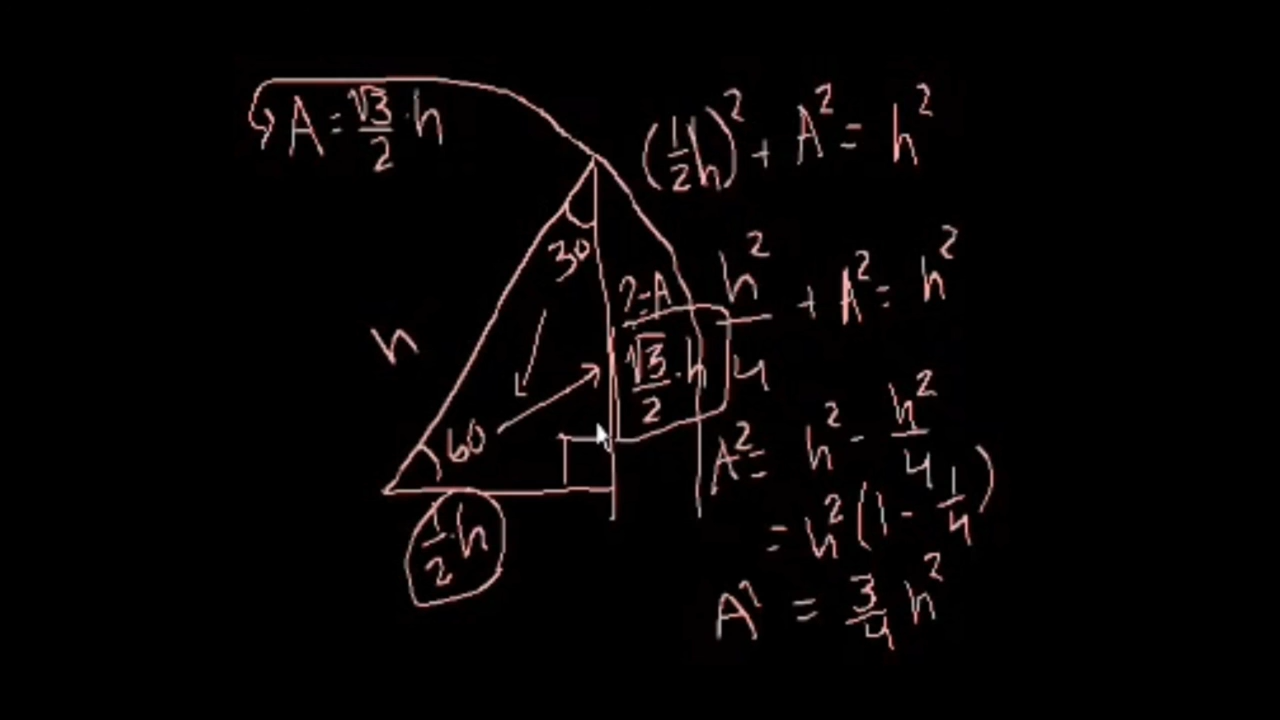 A = √3/2 · h
(1/2 h)² + A² = h²
30
? = A
h²/4 + A² = h²
h
√3/2 · h
60
A² = h² - h²/4
= h²(1 - 1/4)
1/2 · h
A² = 3/4 h²